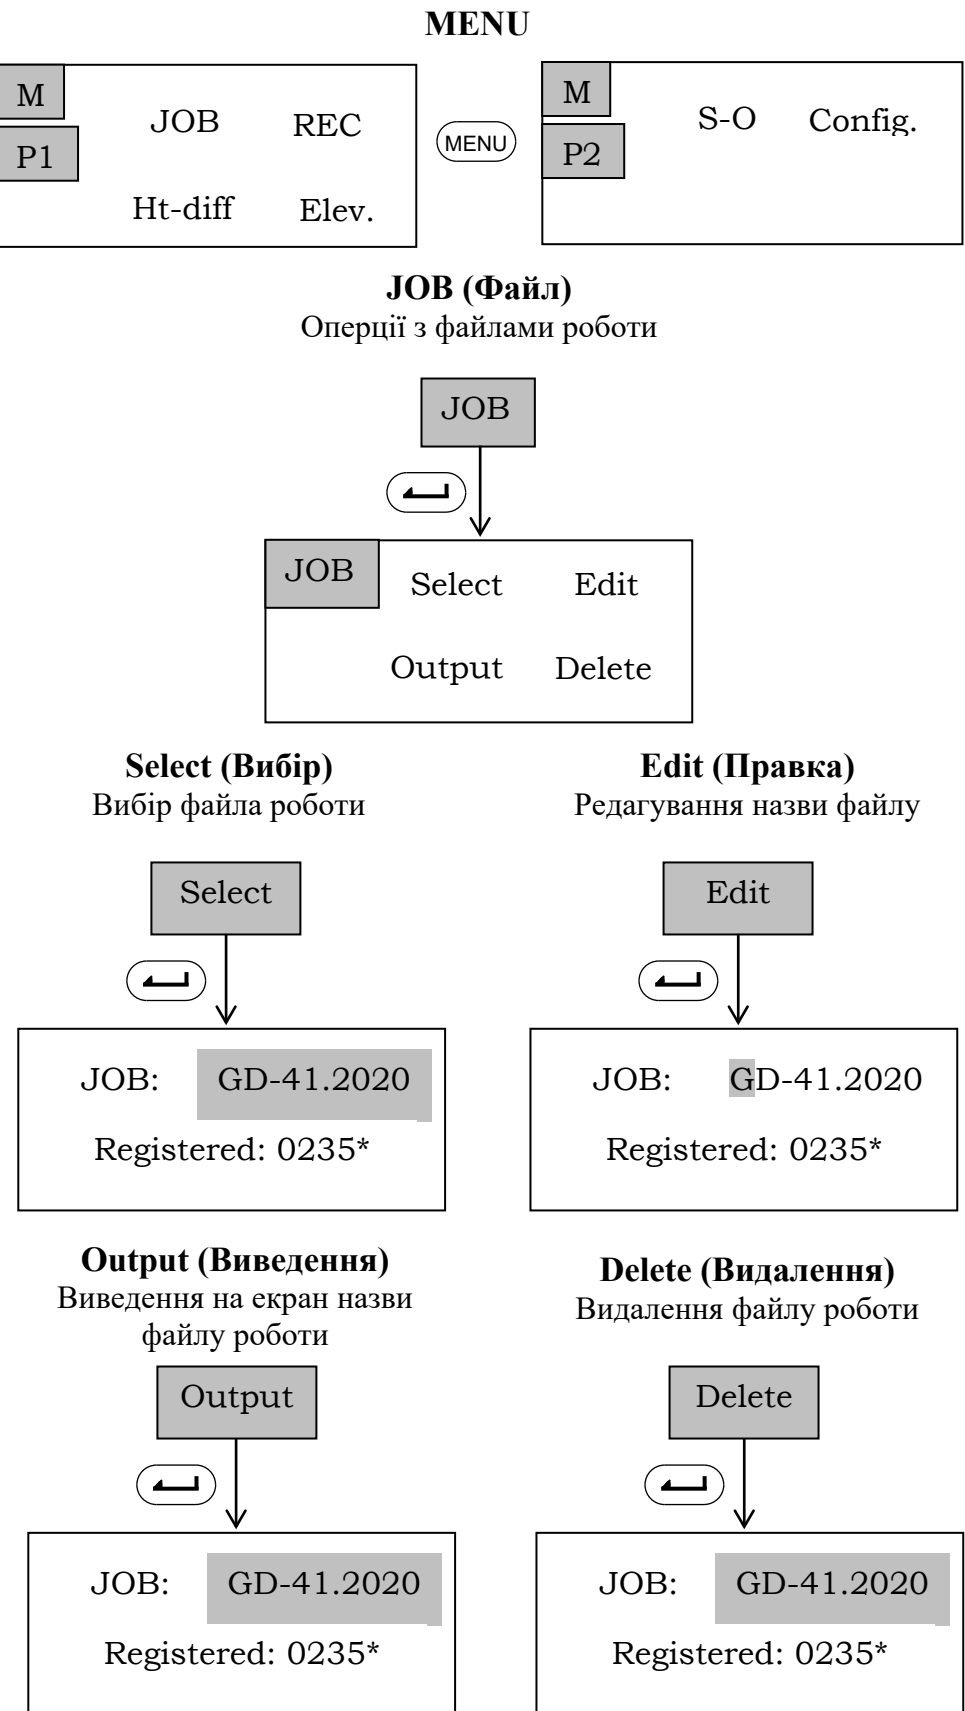 MENU
M
P1
JOB REC
Ht-diff Elev.
MENU
M
P2
S-O Config.
JOB (Файл)
Оперції з файлами роботи
JOB
JOB
Select Edit
Output Delete
Select (Вибір)
Вибір файла роботи
Select
JOB: GD-41.2020
Registered: 0235*
Edit (Правка)
Редагування назви файлу
Edit
JOB: GD-41.2020
Registered: 0235*
Output (Виведення)
Виведення на екран назви
файлу роботи
Output
JOB: GD-41.2020
Registered: 0235*
Delete (Видалення)
Видалення файлу роботи
Delete
JOB: GD-41.2020
Registered: 0235*